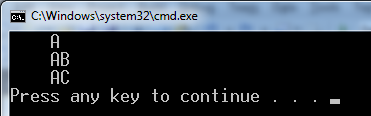 C:\Windows\system32\cmd.exe
A
AB
AC
Press any key to continue . . .